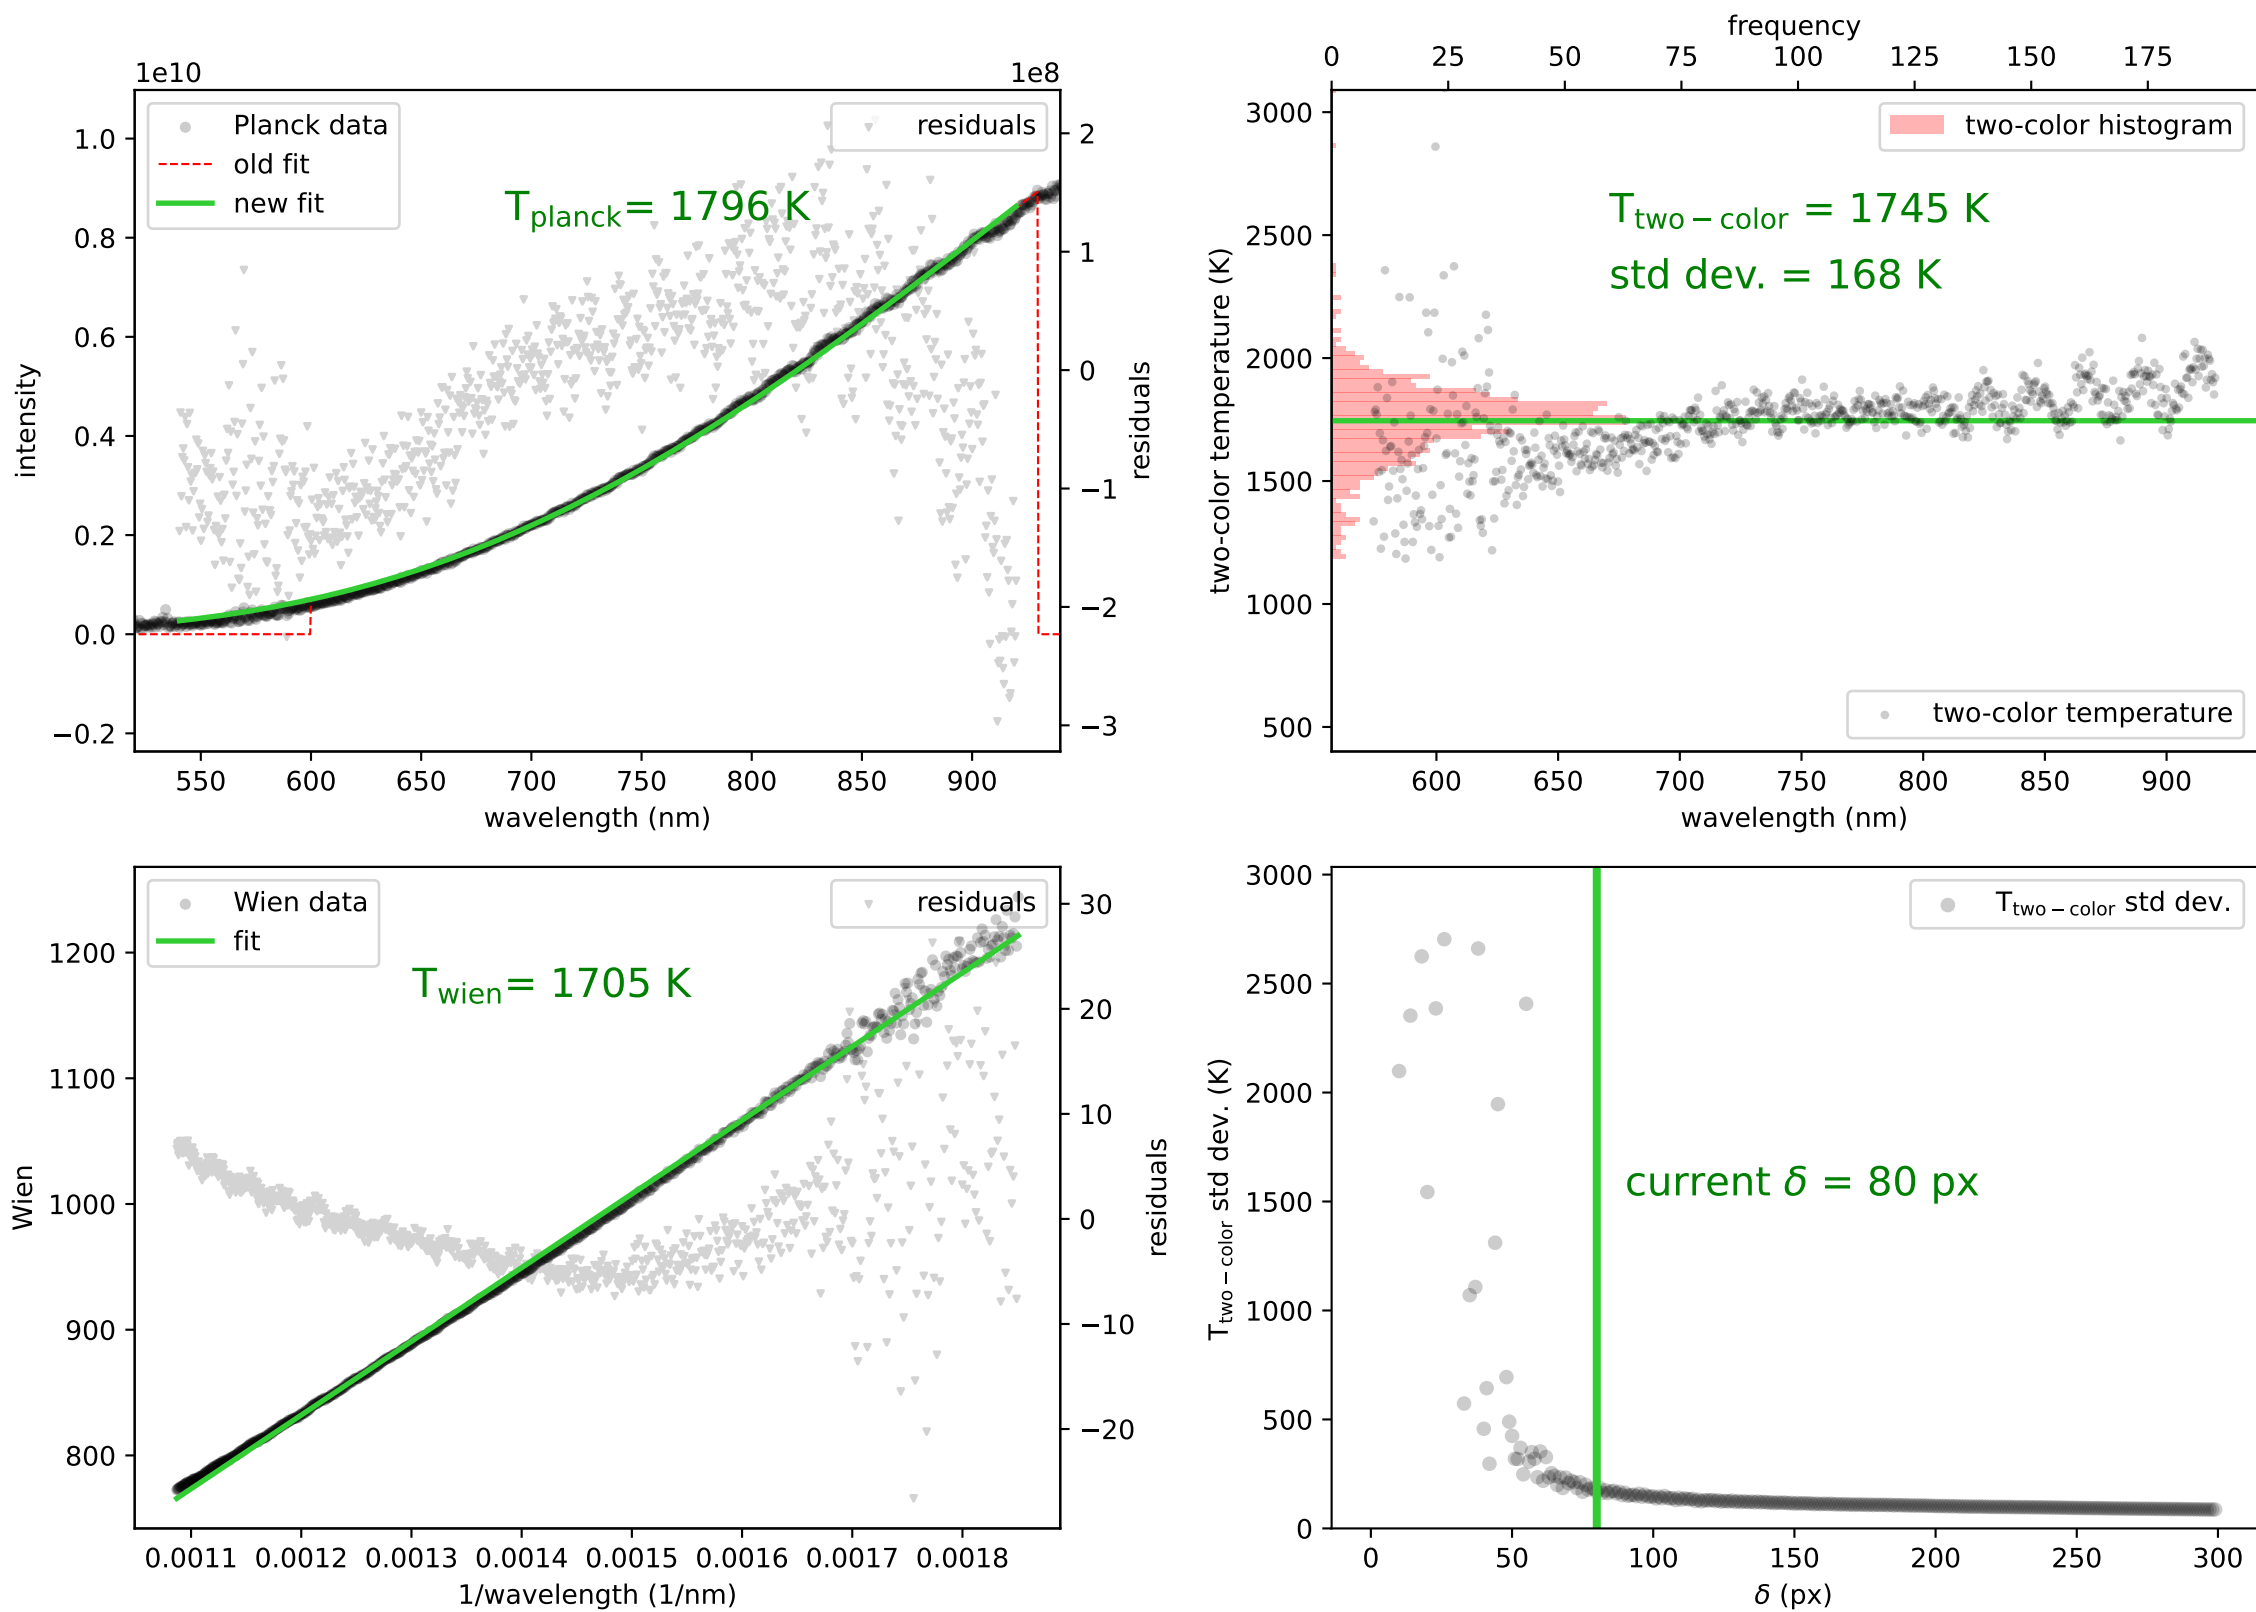 1e10
1e8
Planck data
old fit
new fit
residuals
T_planck = 1796 K
1.0
0.8
0.6
0.4
0.2
0.0
−0.2
intensity
2
1
0
−1
−2
−3
residuals
550 600 650 700 750 800 850 900
wavelength (nm)
frequency
0 25 50 75 100 125 150 175
two-color histogram
T_two−color = 1745 K
std dev. = 168 K
3000
2500
2000
1500
1000
500
two-color temperature (K)
two-color temperature
600 650 700 750 800 850 900
wavelength (nm)
Wien data
fit
residuals
T_wien = 1705 K
1200
1100
1000
900
800
Wien
30
20
10
0
−10
−20
residuals
0.0011 0.0012 0.0013 0.0014 0.0015 0.0016 0.0017 0.0018
1/wavelength (1/nm)
T_two−color std dev.
current δ = 80 px
3000
2500
2000
1500
1000
500
0
T_two−color std dev. (K)
0 50 100 150 200 250 300
δ (px)